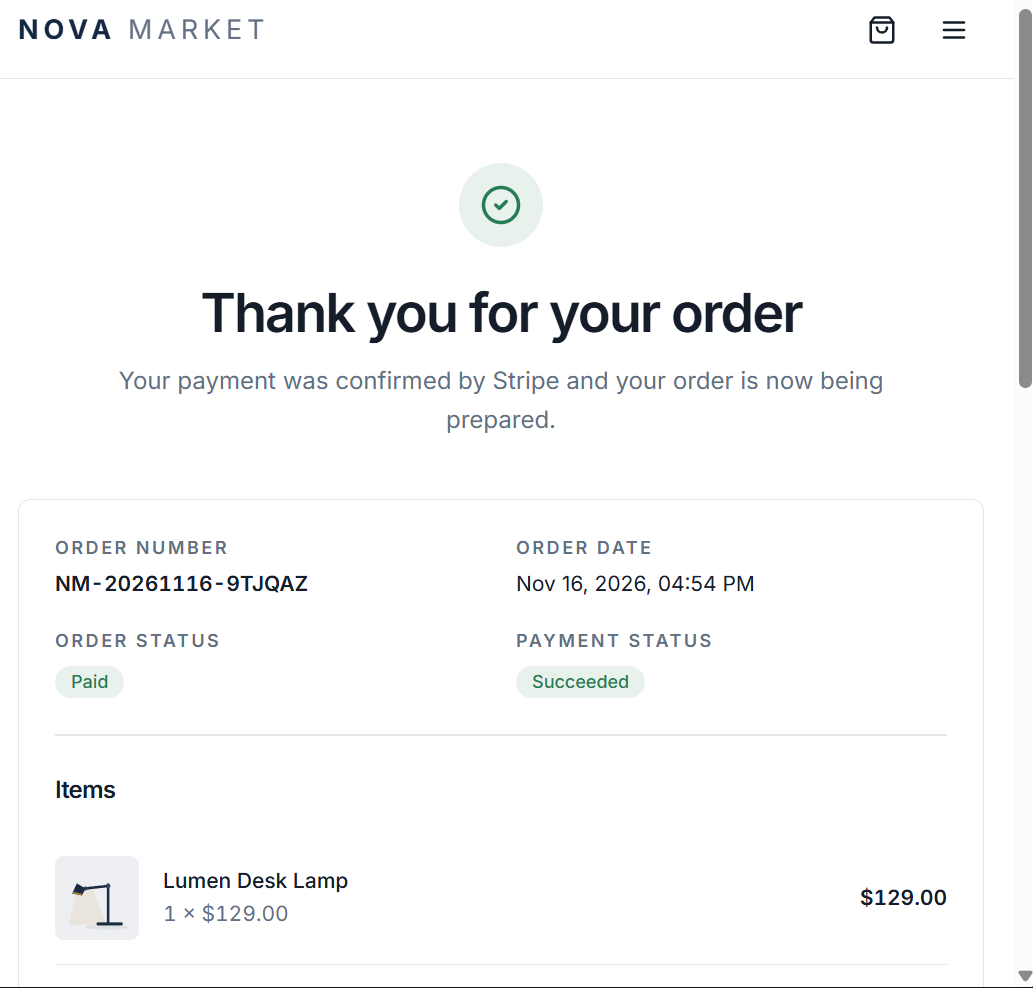 NOVA MARKET
Thank you for your order
Your payment was confirmed by Stripe and your order is now being
prepared.
ORDER NUMBER
NM-20261116-9TJQAZ
ORDER DATE
Nov 16, 2026, 04:54 PM
ORDER STATUS
Paid
PAYMENT STATUS
Succeeded
Items
Lumen Desk Lamp
1 × $129.00
$129.00